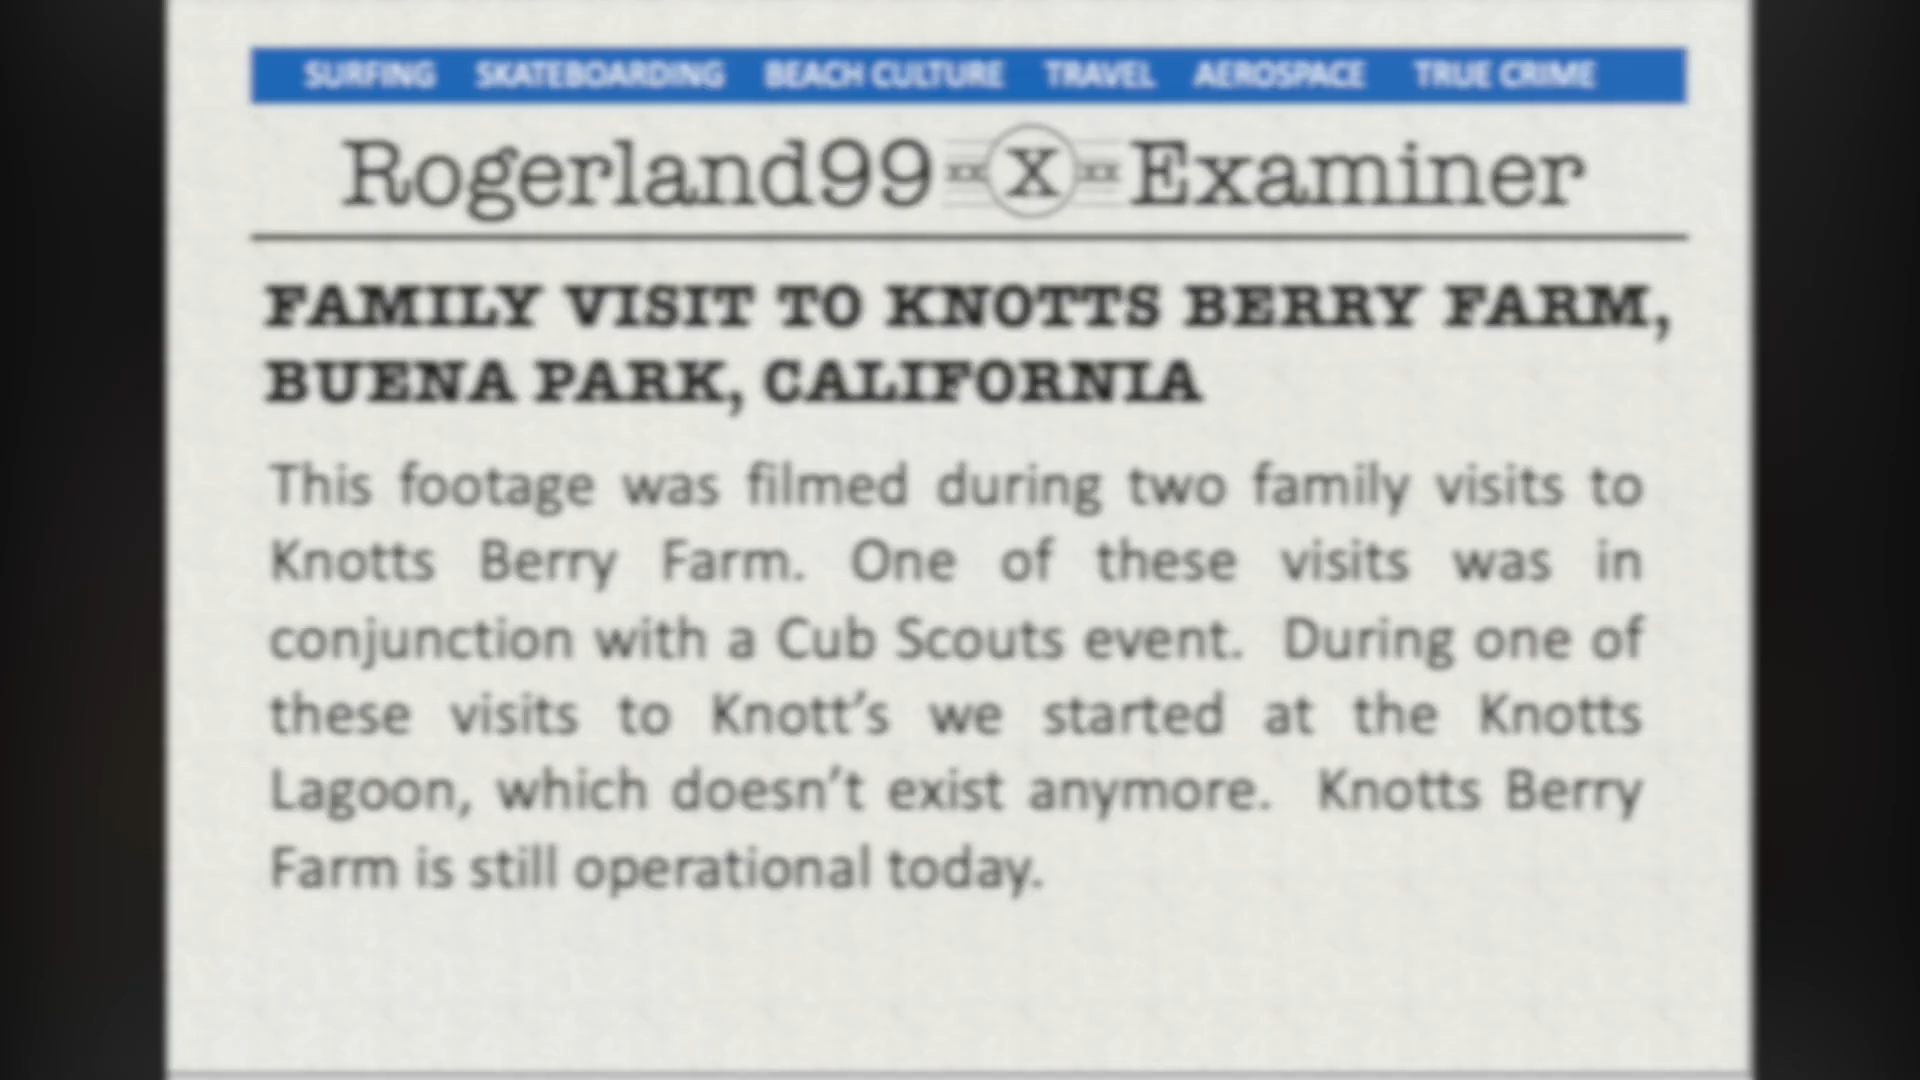 SURFING SKATEBOARDING BEACH CULTURE TRAVEL AEROSPACE TRUE CRIME
Rogerland99 xx X xx Examiner
FAMILY VISIT TO KNOTTS BERRY FARM,
BUENA PARK, CALIFORNIA
This footage was filmed during two family visits to
Knotts Berry Farm. One of these visits was in
conjunction with a Cub Scouts event. During one of
these visits to Knott’s we started at the Knotts
Lagoon, which doesn’t exist anymore. Knotts Berry
Farm is still operational today.